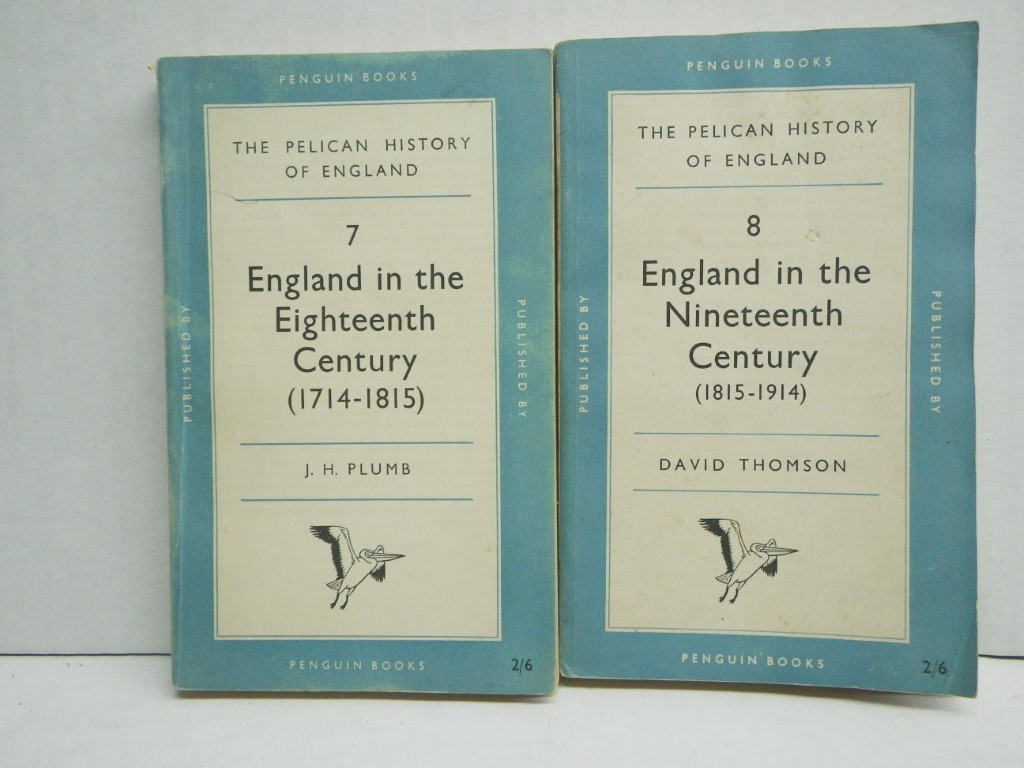 PENGUIN BOOKS
THE PELICAN HISTORY
OF ENGLAND
7
England in the
Eighteenth
Century
(1714-1815)
J. H. PLUMB
PUBLISHED BY
PUBLISHED BY
PENGUIN BOOKS
2/6
PENGUIN BOOKS
THE PELICAN HISTORY
OF ENGLAND
8
England in the
Nineteenth
Century
(1815-1914)
DAVID THOMSON
PUBLISHED BY
PUBLISHED BY
PENGUIN BOOKS
2/6